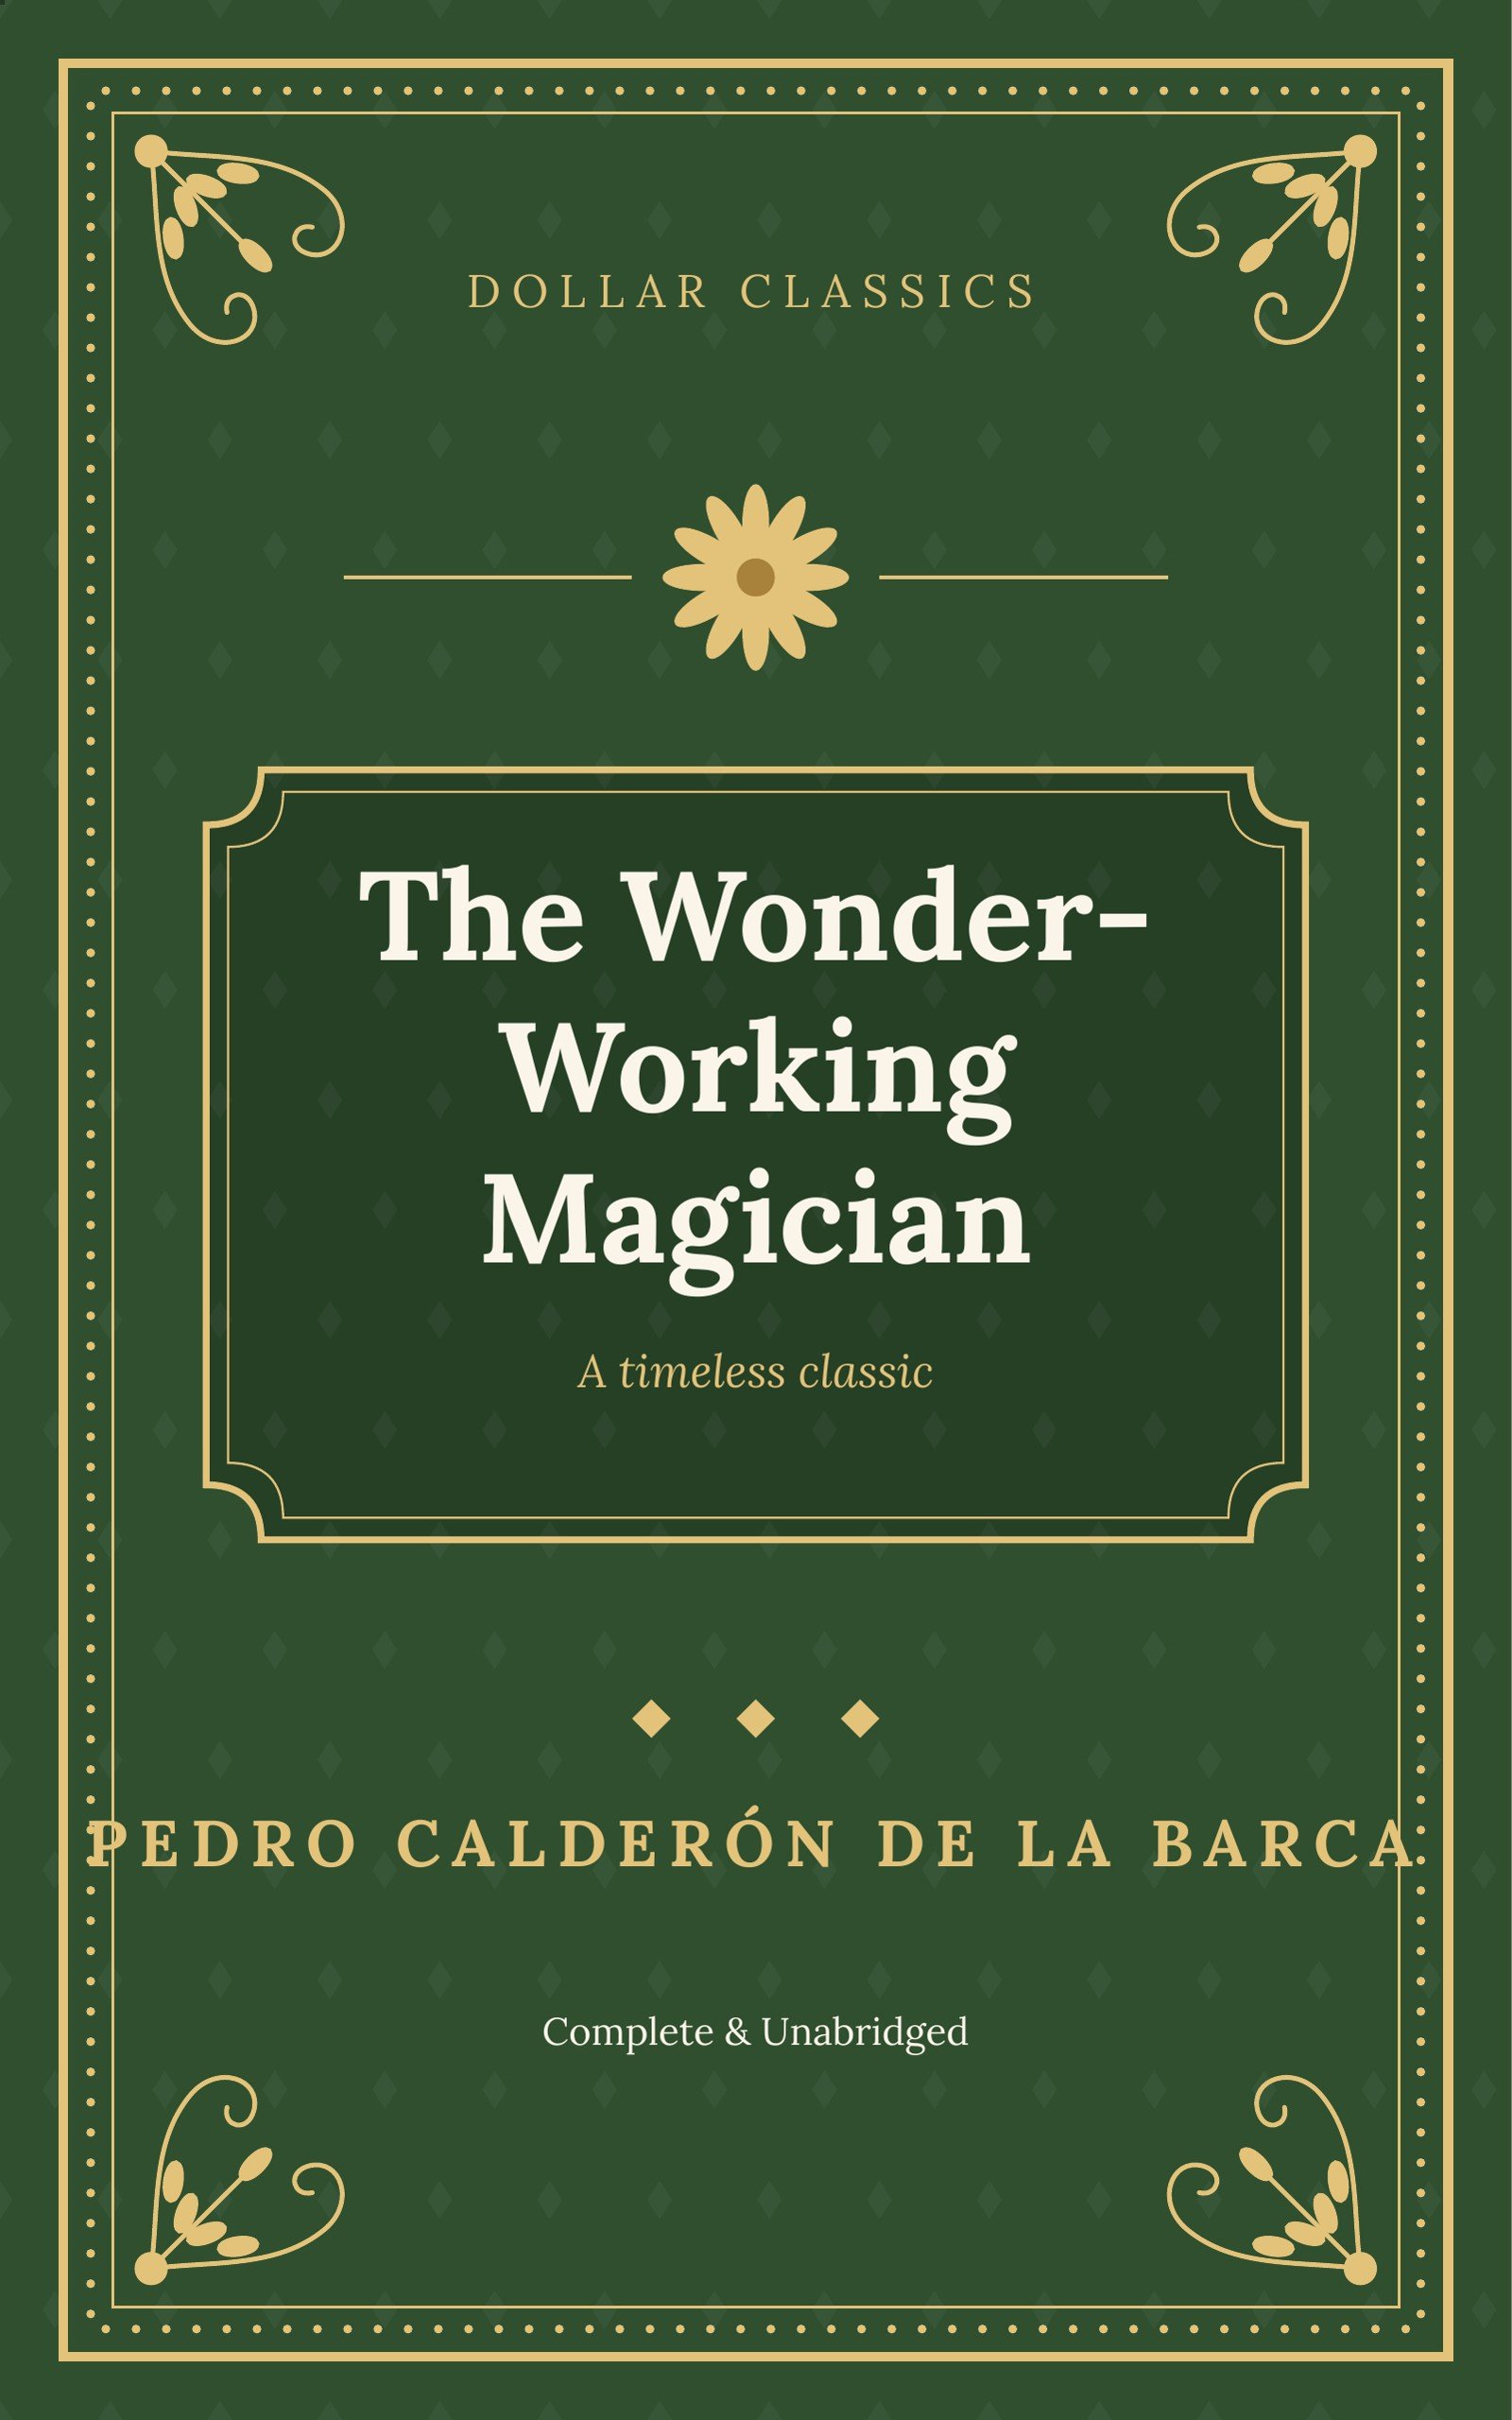 DOLLAR CLASSICS
The Wonder-
Working
Magician
A timeless classic
PEDRO CALDERÓN DE LA BARCA
Complete & Unabridged